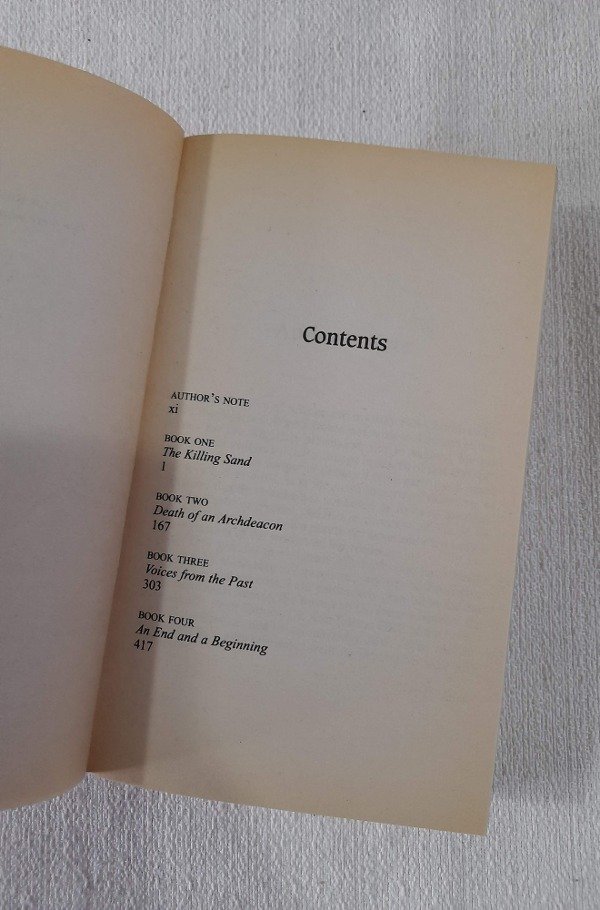 Contents
AUTHOR'S NOTE
xi
BOOK ONE
The Killing Sand
1
BOOK TWO
Death of an Archdeacon
167
BOOK THREE
Voices from the Past
303
BOOK FOUR
An End and a Beginning
417